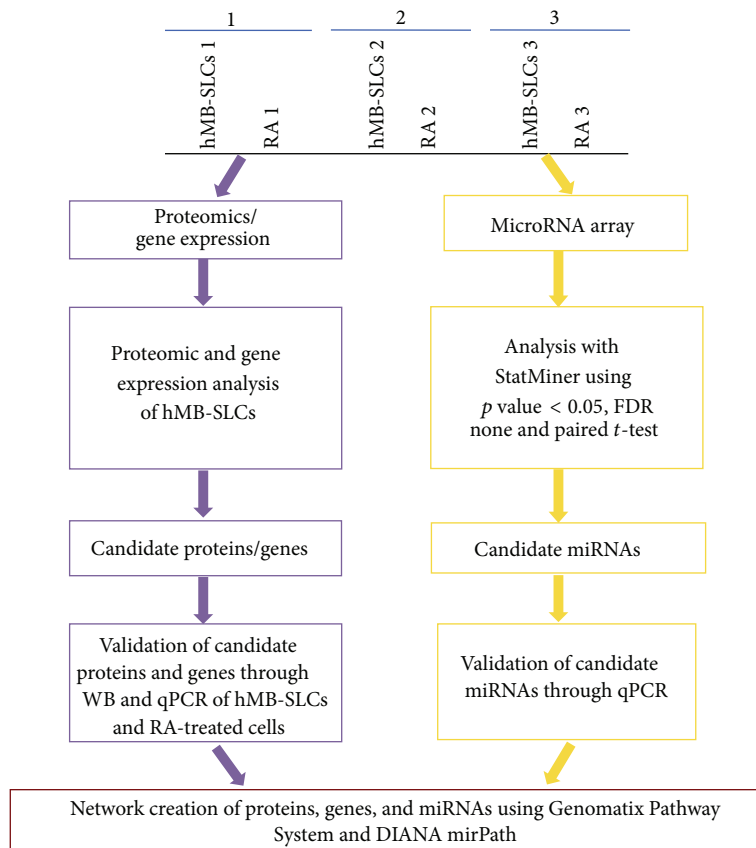 1
2
3
hMB-SLCs 1
RA 1
hMB-SLCs 2
RA 2
hMB-SLCs 3
RA 3
Proteomics/
gene expression
MicroRNA array
Proteomic and gene
expression analysis
of hMB-SLCs
Analysis with
StatMiner using
p value < 0.05, FDR
none and paired t-test
Candidate proteins/genes
Candidate miRNAs
Validation of candidate
proteins and genes through
WB and qPCR of hMB-SLCs
and RA-treated cells
Validation of candidate
miRNAs through qPCR
Network creation of proteins, genes, and miRNAs using Genomatix Pathway
System and DIANA mirPath